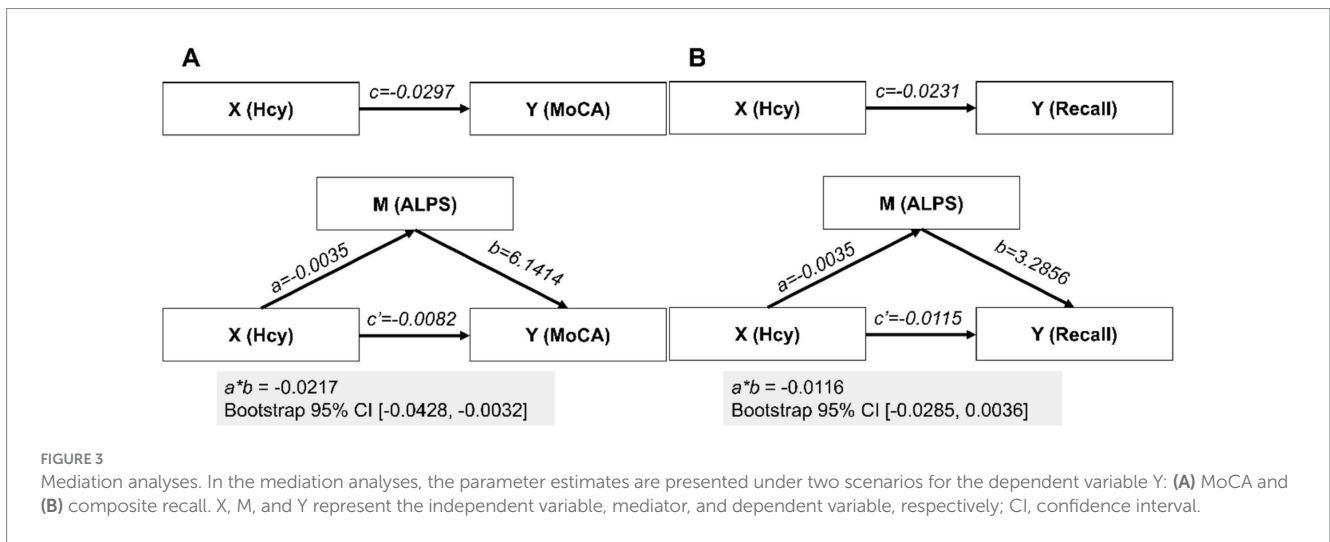 A
X (Hcy)
c=-0.0297
Y (MoCA)
M (ALPS)
a=-0.0035
b=6.1414
X (Hcy)
c'=-0.0082
Y (MoCA)
a*b = -0.0217
Bootstrap 95% CI [-0.0428, -0.0032]
B
X (Hcy)
c=-0.0231
Y (Recall)
M (ALPS)
a=-0.0035
b=3.2856
X (Hcy)
c'=-0.0115
Y (Recall)
a*b = -0.0116
Bootstrap 95% CI [-0.0285, 0.0036]
FIGURE 3
Mediation analyses. In the mediation analyses, the parameter estimates are presented under two scenarios for the dependent variable Y: (A) MoCA and
(B) composite recall. X, M, and Y represent the independent variable, mediator, and dependent variable, respectively; CI, confidence interval.